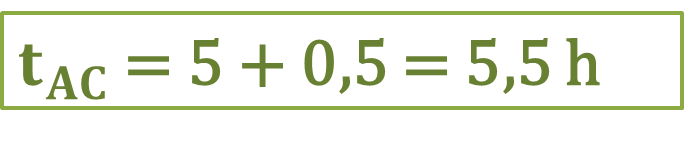 t_AC = 5 + 0,5 = 5,5 h